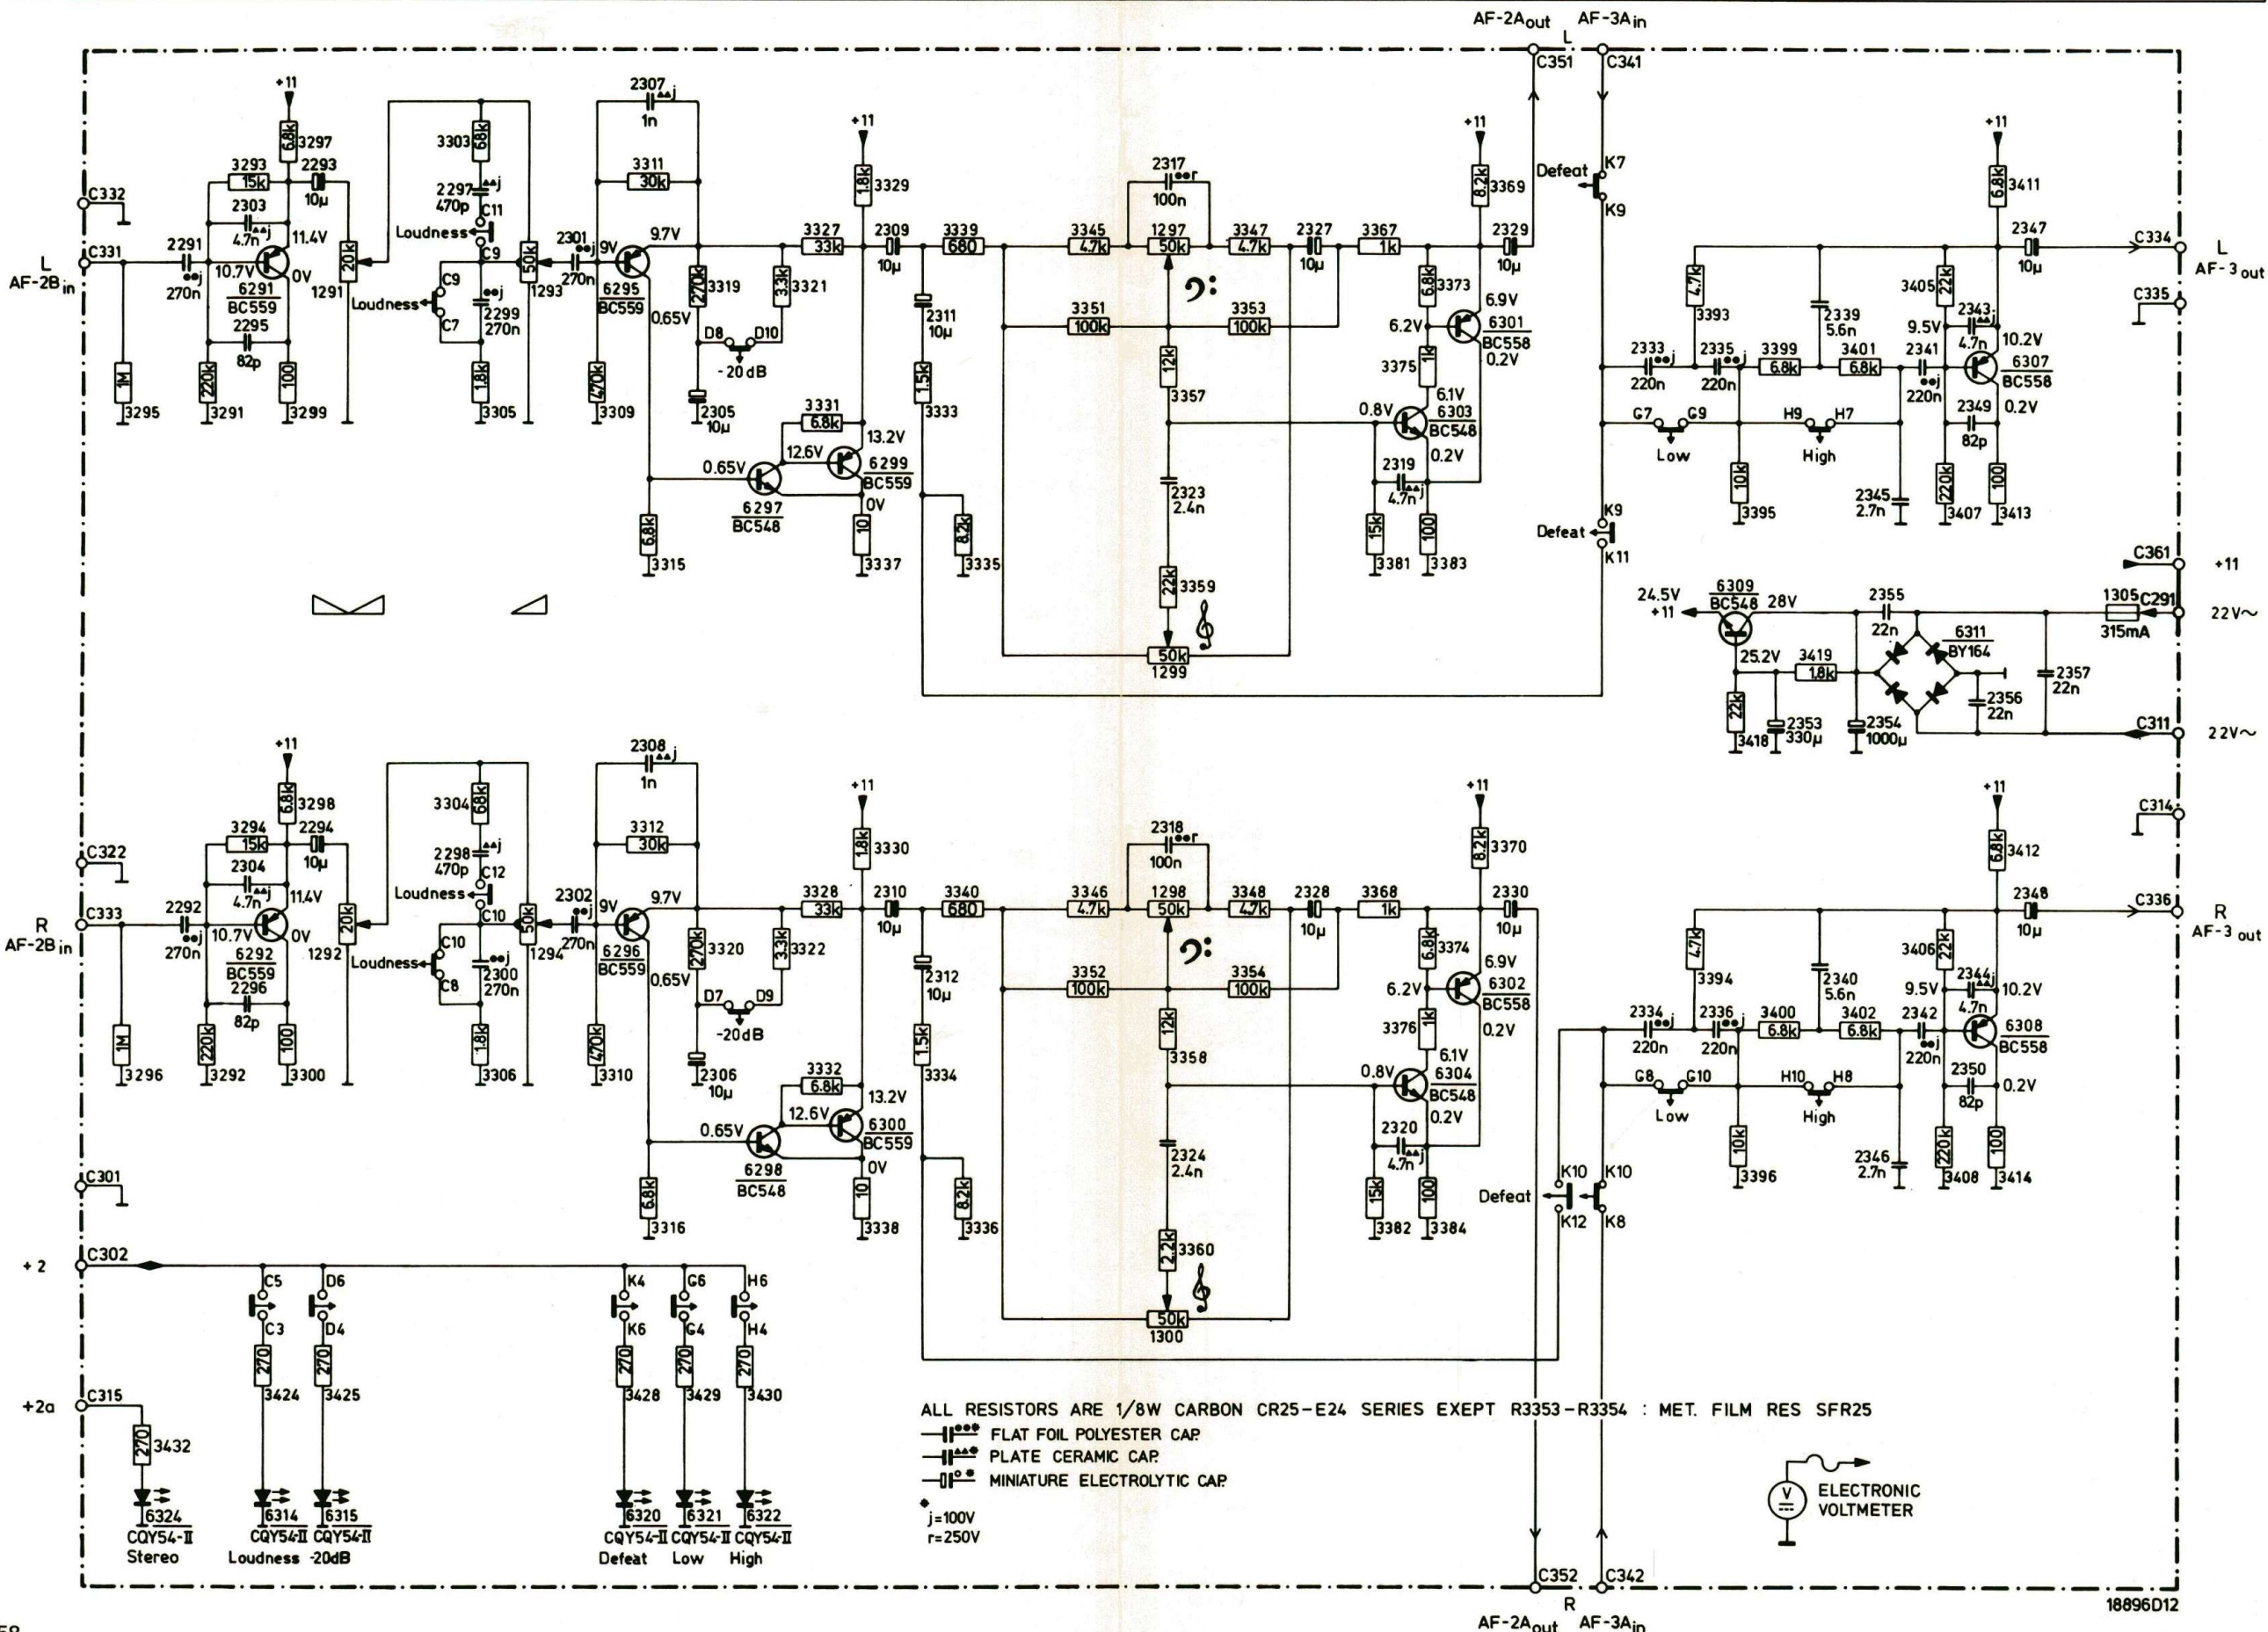 AF-2Aout AF-3Ain
L
C351 C341
+11
6.8k 3297
3293 2293
15k 10µ
2303
4.7n j
11.4V
C332
L C331
AF-2Bin
2291
j
270n
10.7V 0V
6291
BC559
2295
82p
1M 3295
220k 3291
100 3299
20k
1291
3303 68k
2297 j
470p
C11
Loudness
C9
C9
Loudness
C7
j
2299
270n
1.8k 3305
50k
1293
2307 j
1n
3311
30k
2301 j 9V
270n
9.7V
6295
BC559
0.65V
470k 3309
6.8k 3315
270k 3319
3.3k 3321
D8 D10
-20dB
2305
10µ
3327
33k
+11
1.8k 3329
2309
10µ
3331
6.8k
13.2V
12.6V
0.65V
6299
BC559
6297
BC548
0V
10 3337
3339
680
2311
10µ
1.5k 3333
8.2k 3335
3345
4.7k
2317 r
100n
1297
50k
3347
4.7k
2327
10µ
3367
1k
3351
100k
3353
100k
12k
3357
2323
2.4n
22k 3359
50k
1299
+11
8.2k 3369
2329
10µ
6.8k 3373
6.9V
6.2V
6301
BC558
0.2V
3375 1k
6.1V
0.8V
6303
BC548
0.2V
2319
4.7n j
15k 3381
100 3383
Defeat K7
K9
K9
Defeat
K11
4.7k
3393
2339
5.6n
2333 j
220n
2335 j
220n
3399
6.8k
3401
6.8k
2341
j
220n
G7 G9
Low
H9 H7
High
10k
3395
2345
2.7n
+11
6.8k 3411
2347
10µ
3405 22k
2343 j
9.5V
4.7n
10.2V
6307
BC558
0.2V
2349
82p
220k 3407
100 3413
C334 L
AF-3out
C335
C361
+11
1305 C291
315mA
22V~
24.5V
+11
6309
BC548 28V
2355
22n
6311
BY164
25.2V
3419
1.8k
22k
3418
2353
330µ
2354
1000µ
2356
22n
2357
22n
C311
22V~
C314
+11
6.8k 3298
3294 2294
15k 10µ
2304
4.7n j
11.4V
C322
R C333
AF-2Bin
2292
j
270n
10.7V 0V
6292
BC559
2296
82p
1M 3296
220k 3292
100 3300
20k
1292
3304 68k
2298 j
470p
C12
Loudness
C10
C10
Loudness
C8
j
2300
270n
1.8k 3306
50k
1294
2308 j
1n
3312
30k
2302 j 9V
270n
9.7V
6296
BC559
0.65V
470k 3310
6.8k 3316
270k 3320
3.3k 3322
D7 D9
-20dB
2306
10µ
3328
33k
+11
1.8k 3330
2310
10µ
3332
6.8k
13.2V
12.6V
0.65V
6300
BC559
6298
BC548
0V
10 3338
3340
680
2312
10µ
1.5k 3334
8.2k 3336
3346
4.7k
2318 r
100n
1298
50k
3348
4.7k
2328
10µ
3368
1k
3352
100k
3354
100k
12k
3358
2324
2.4n
2.2k 3360
50k
1300
+11
8.2k 3370
2330
10µ
6.8k 3374
6.9V
6.2V
6302
BC558
0.2V
3376 1k
6.1V
0.8V
6304
BC548
0.2V
2320
4.7n j
15k 3382
100 3384
K10 K10
Defeat
K12 K8
4.7k
3394
2340
5.6n
2334 j
220n
2336 j
220n
3400
6.8k
3402
6.8k
2342
j
220n
G8 G10
Low
H10 H8
High
10k
3396
2346
2.7n
+11
6.8k 3412
2348
10µ
3406 22k
2344 j
9.5V
4.7n
10.2V
6308
BC558
0.2V
2350
82p
220k 3408
100 3414
C336 R
AF-3out
C301
+2 C302
C5 D6 K4 G6 H6
C3 D4 K6 G4 H4
270 270 270 270 270
3424 3425 3428 3429 3430
+2a C315
270 3432
6324 6314 6315 6320 6321 6322
CQY54-II CQY54-II CQY54-II CQY54-II CQY54-II CQY54-II
Stereo Loudness -20dB Defeat Low High
ALL RESISTORS ARE 1/8W CARBON CR25-E24 SERIES EXEPT R3353-R3354 : MET. FILM RES SFR25
FLAT FOIL POLYESTER CAP.
PLATE CERAMIC CAP.
MINIATURE ELECTROLYTIC CAP.
*
j=100V
r=250V
V
ELECTRONIC
VOLTMETER
C352 C342
R
AF-2Aout AF-3Ain
18896D12